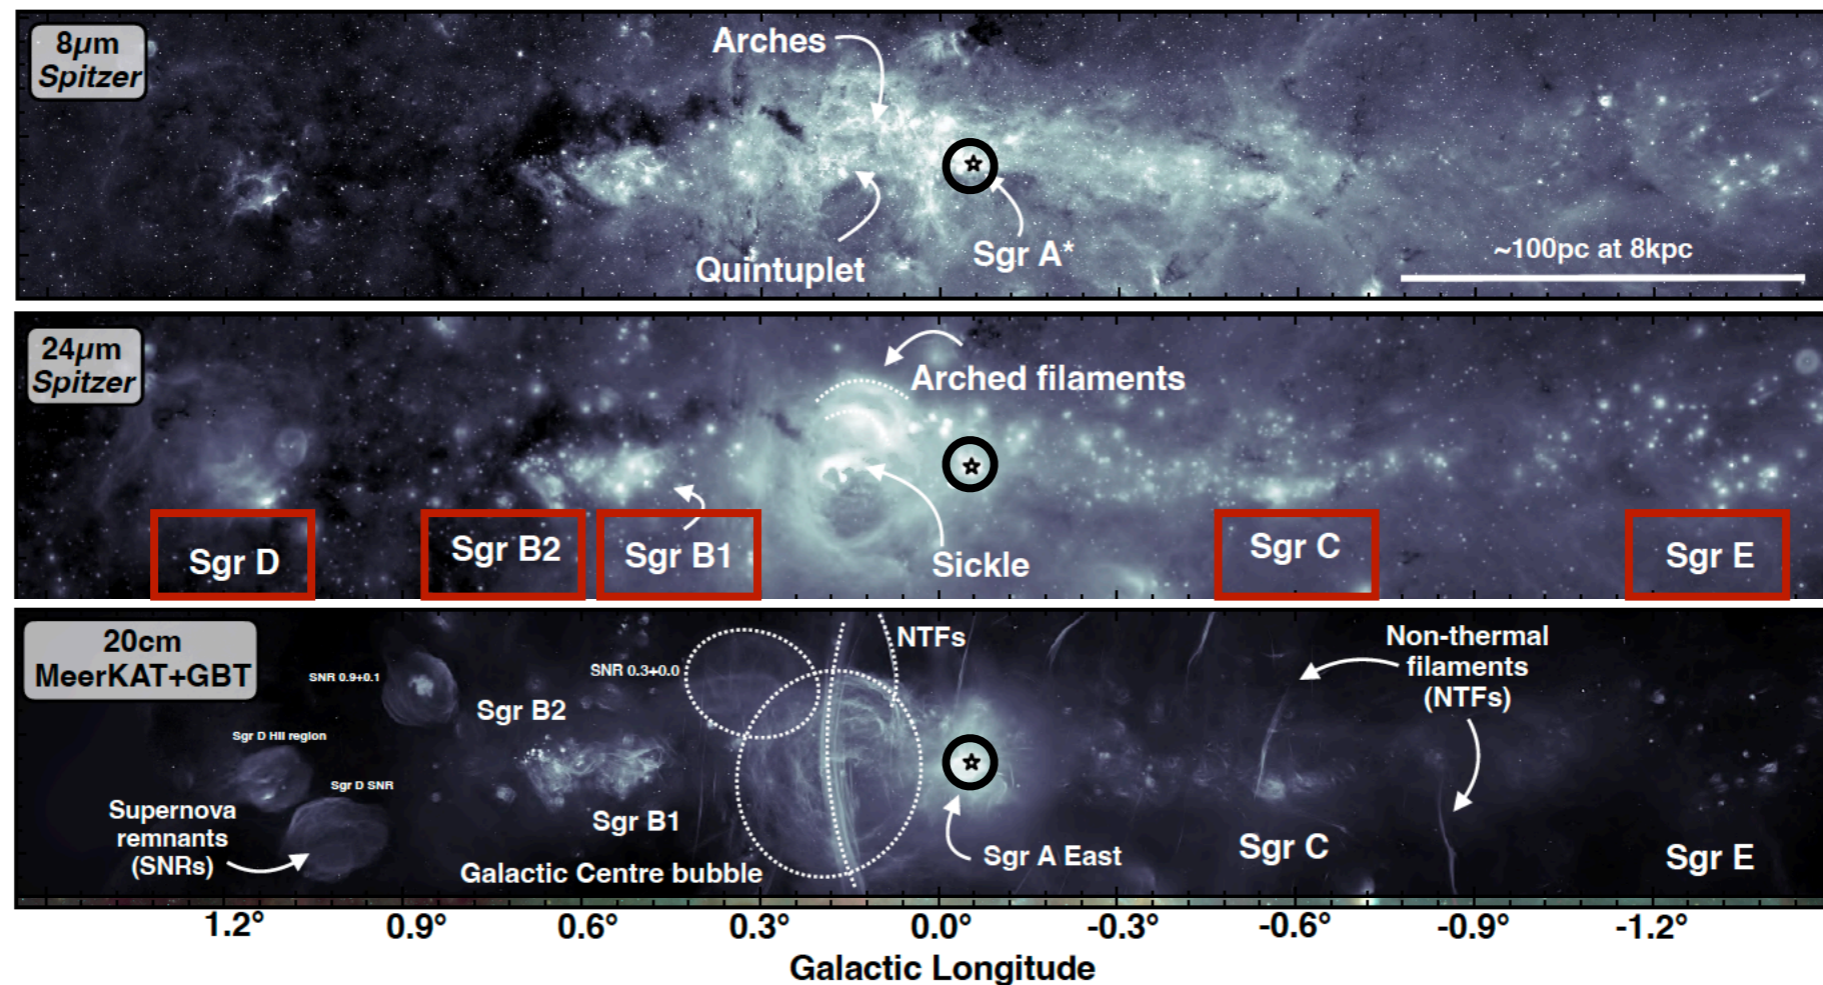 8µm
Spitzer
Arches
Quintuplet
Sgr A*
~100pc at 8kpc
24µm
Spitzer
Arched filaments
Sgr D
Sgr B2
Sgr B1
Sickle
Sgr C
Sgr E
20cm
MeerKAT+GBT
SNR 0.9+0.1
SNR 0.3+0.0
NTFs
Non-thermal
filaments
(NTFs)
Sgr B2
Sgr D HII region
Sgr D SNR
Supernova
remnants
(SNRs)
Sgr B1
Galactic Centre bubble
Sgr A East
Sgr C
Sgr E
1.2° 0.9° 0.6° 0.3° 0.0° -0.3° -0.6° -0.9° -1.2°
Galactic Longitude